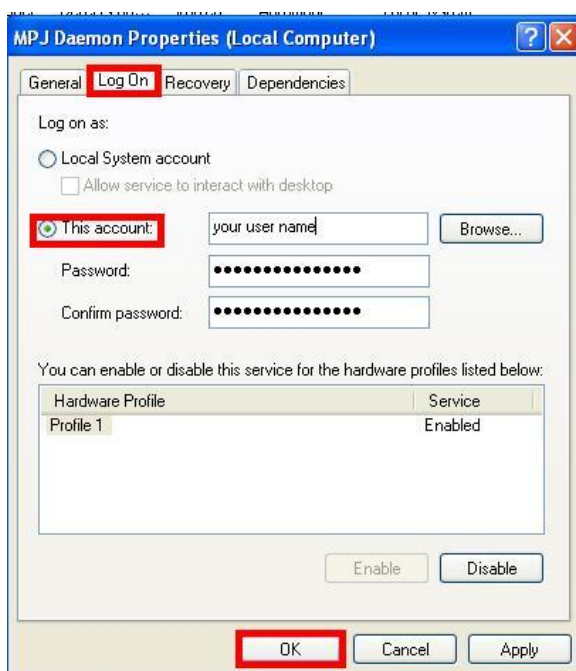 MPJ Daemon Properties (Local Computer)
General Log On Recovery Dependencies
Log on as:
Local System account
Allow service to interact with desktop
This account: your user name Browse...
Password: ●●●●●●●●●●●●●●●
Confirm password: ●●●●●●●●●●●●●●●
You can enable or disable this service for the hardware profiles listed below:
Hardware Profile Service
Profile 1 Enabled
Enable Disable
OK Cancel Apply